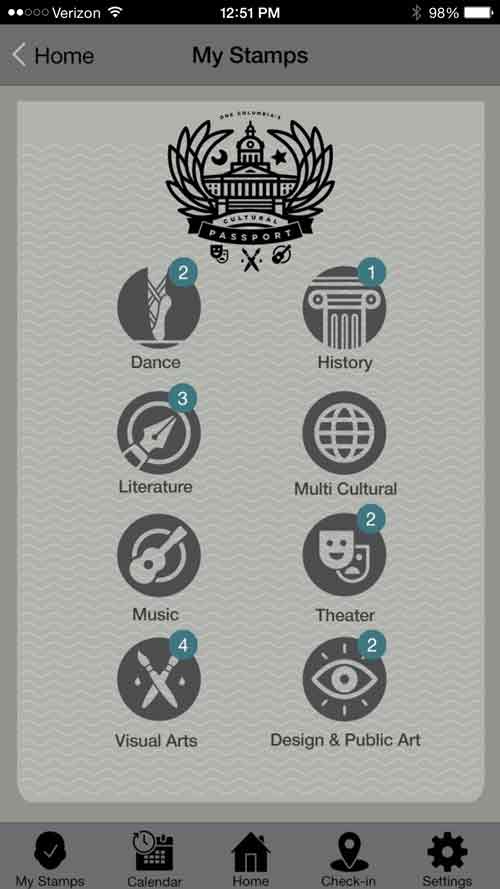 Verizon 12:51 PM 98%
Home My Stamps
ONE COLUMBIA'S
CULTURAL
PASSPORT
2 1
Dance History
3
Literature Multi Cultural
2
Music Theater
4 2
Visual Arts Design & Public Art
My Stamps Calendar Home Check-in Settings